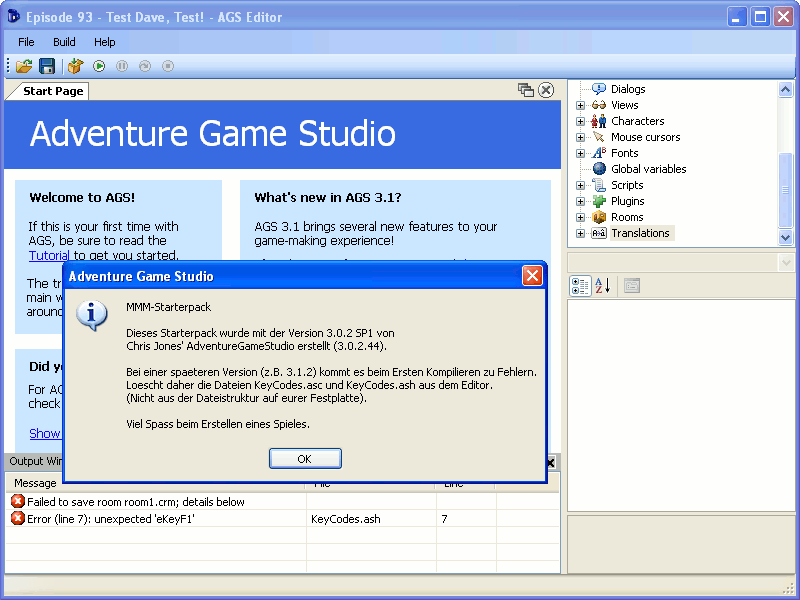 Episode 93 - Test Dave, Test! - AGS Editor
File Build Help
Start Page
Adventure Game Studio
Welcome to AGS!
If this is your first time with
AGS, be sure to read the
Tutorial to get you started.
The tr
main w
around
What's new in AGS 3.1?
AGS 3.1 brings several new features to your
game-making experience!
Did yo
For AG
check
Show
Dialogs
Views
Characters
Mouse cursors
Fonts
Global variables
Scripts
Plugins
Rooms
Translations
Adventure Game Studio
MMM-Starterpack
Dieses Starterpack wurde mit der Version 3.0.2 SP1 von
Chris Jones' AdventureGameStudio erstellt (3.0.2.44).
Bei einer spaeteren Version (z.B. 3.1.2) kommt es beim Ersten Kompilieren zu Fehlern.
Loescht daher die Dateien KeyCodes.asc und KeyCodes.ash aus dem Editor.
(Nicht aus der Dateistruktur auf eurer Festplatte).
Viel Spass beim Erstellen eines Spieles.
OK
Output Win
Message File Line
Failed to save room room1.crm; details below
Error (line 7): unexpected 'eKeyF1' KeyCodes.ash 7